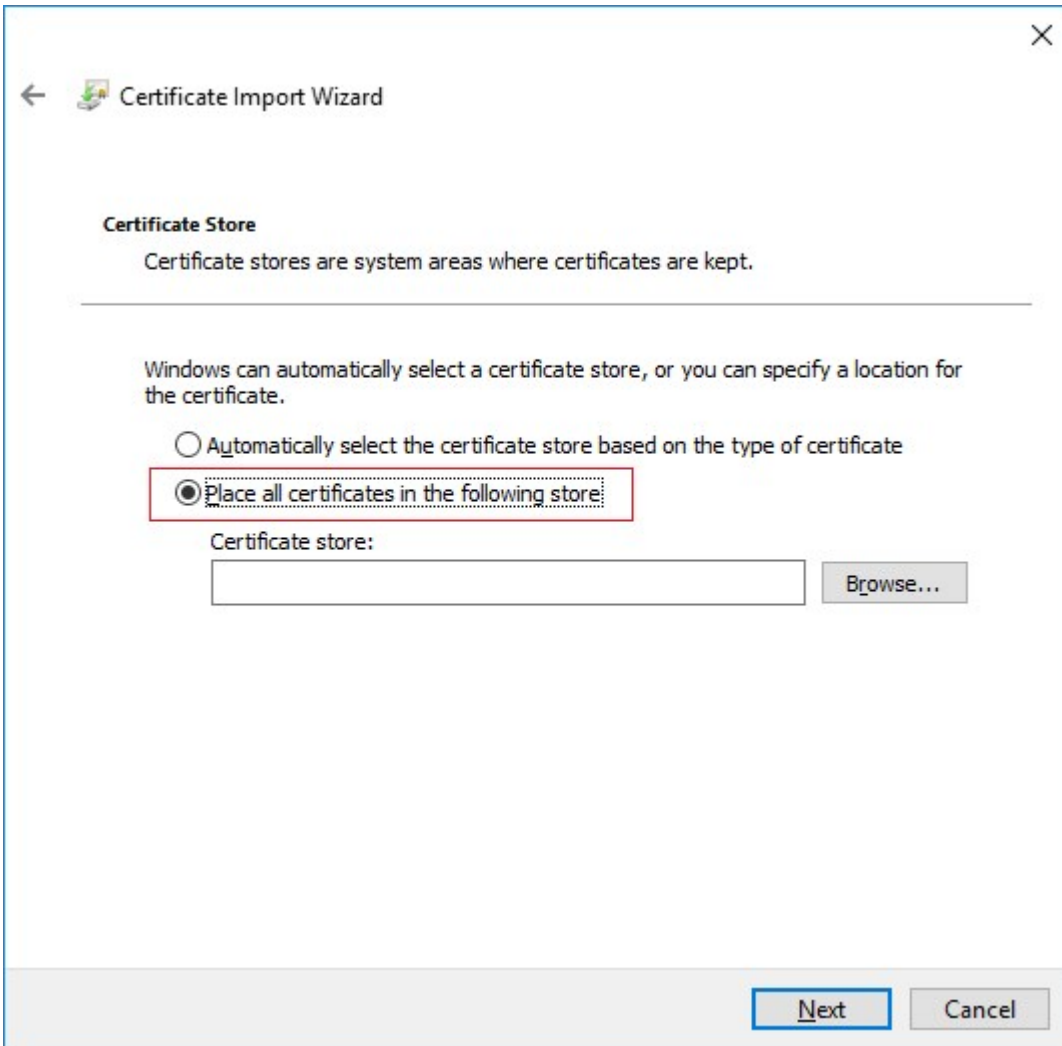 Certificate Import Wizard
Certificate Store
Certificate stores are system areas where certificates are kept.
Windows can automatically select a certificate store, or you can specify a location for
the certificate.
Automatically select the certificate store based on the type of certificate
Place all certificates in the following store
Certificate store:
Browse...
Next
Cancel